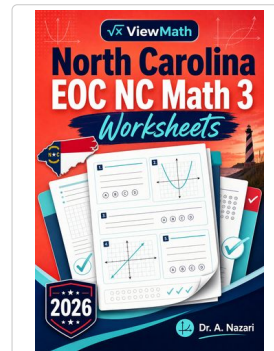 √x ViewMath
North Carolina
EOC NC Math 3
Worksheets
2026
Dr. A. Nazari